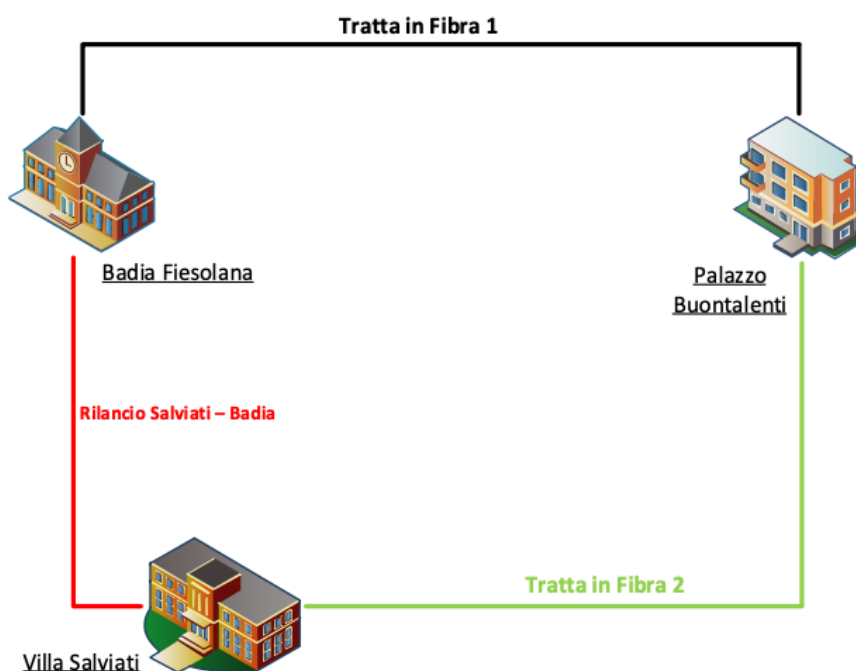 Tratta in Fibra 1
Badia Fiesolana
Palazzo
Buontalenti
Rilancio Salviati – Badia
Tratta in Fibra 2
Villa Salviati